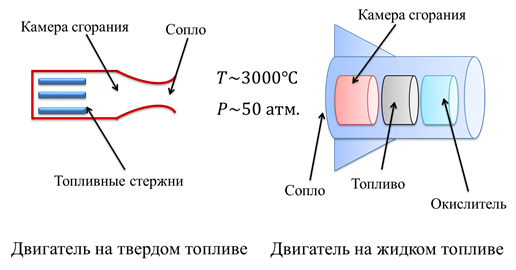 Камера сгорания
Сопло
Топливные стержни
Двигатель на твердом топливе
T~3000°C
P~50 атм.
Камера сгорания
Сопло
Топливо
Окислитель
Двигатель на жидком топливе